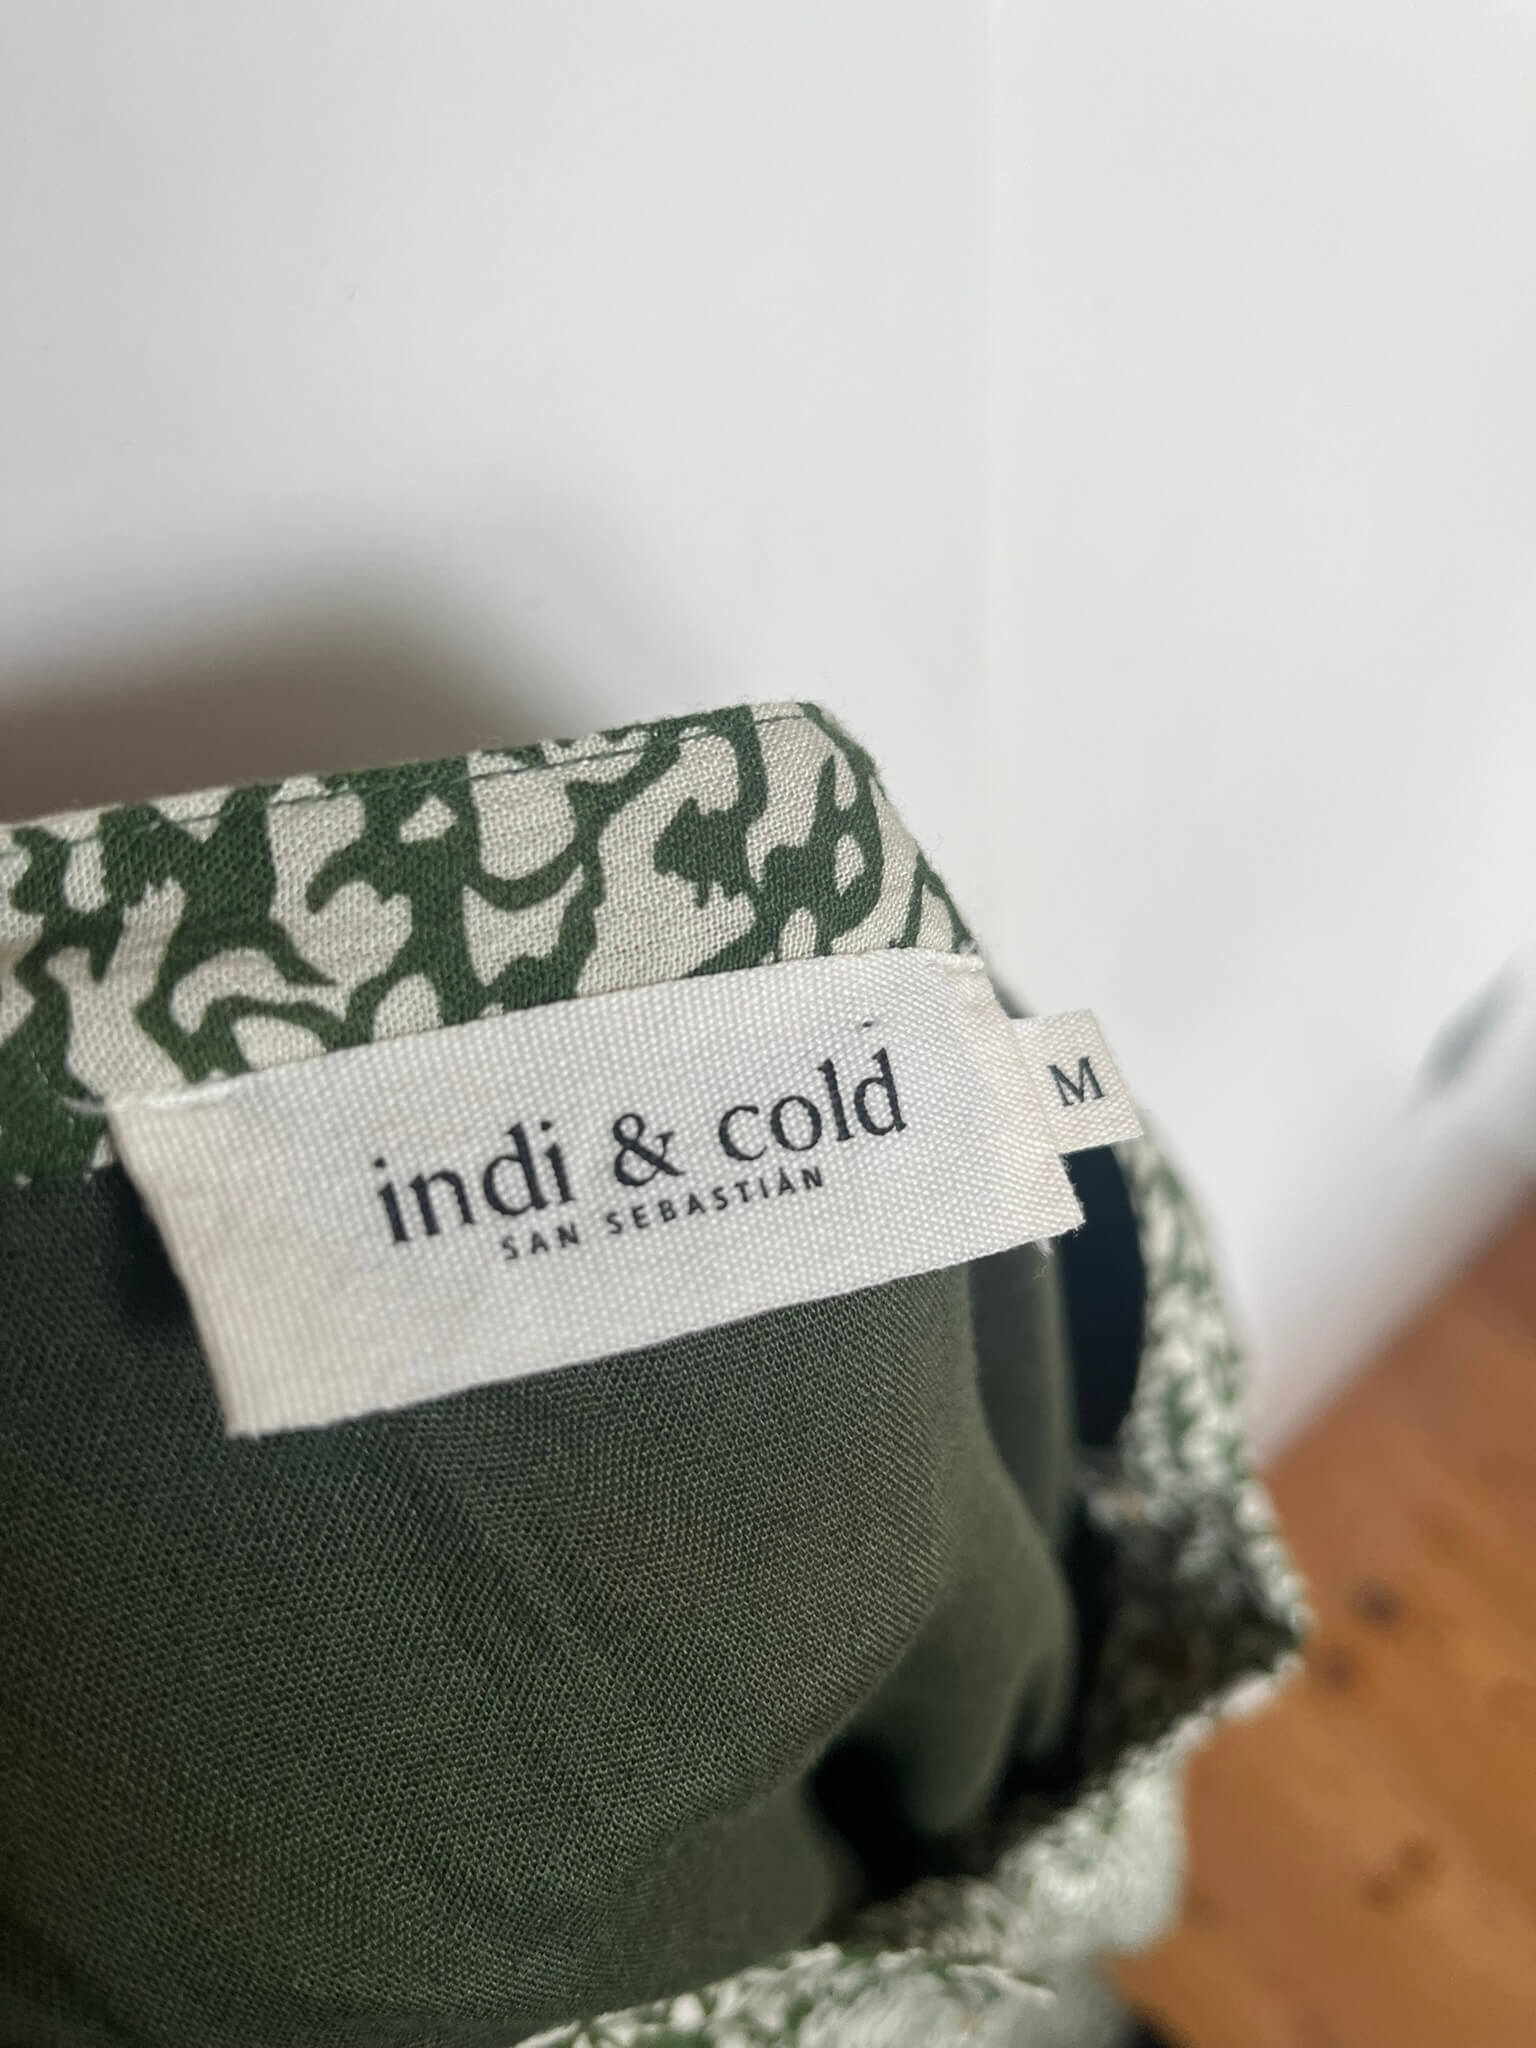 indi & cold
SAN SEBASTIÁN
M